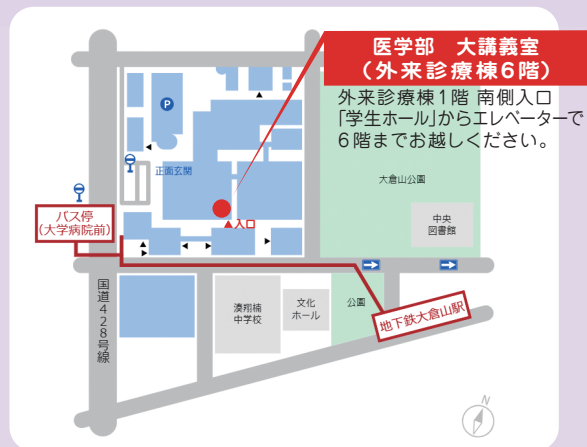 医学部 大講義室
（外来診療棟6階）
外来診療棟1階 南側入口
「学生ホール」からエレベーターで
6階までお越しください。
P
正面玄関
入口
大倉山公園
中央
図書館
バス停
(大学病院前)
国道428号線
湊翔楠
中学校
文化
ホール
公園
地下鉄大倉山駅
N